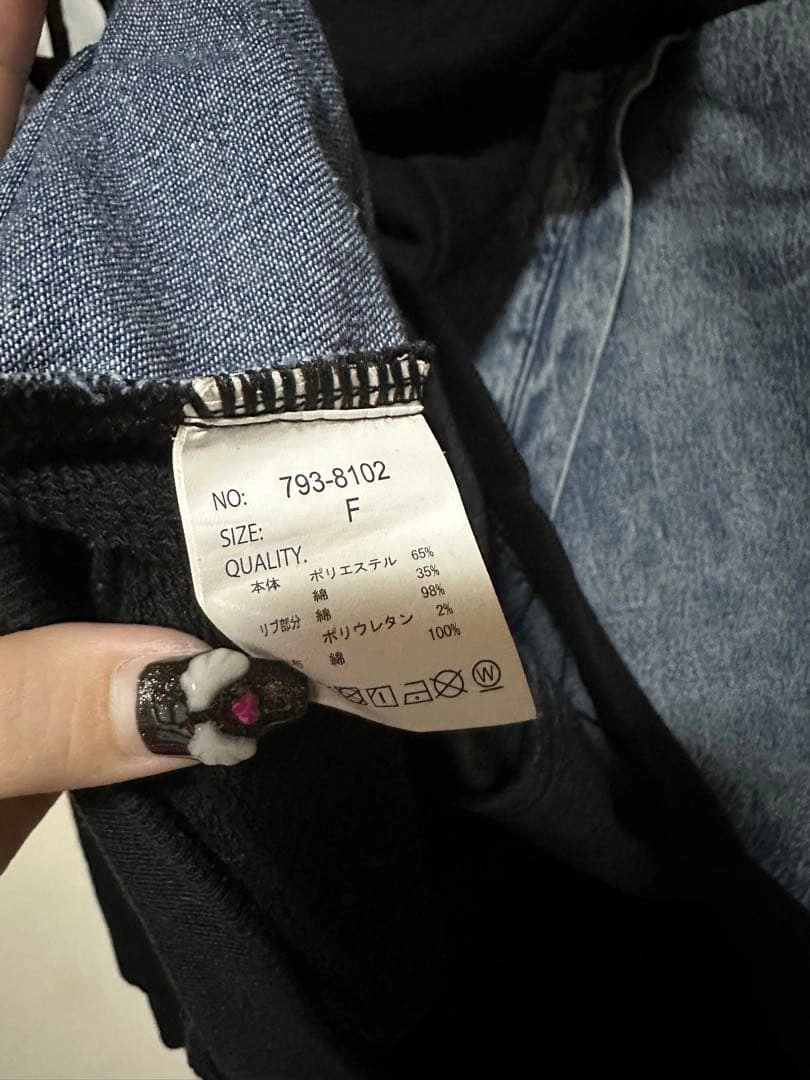 NO: 793-8102
SIZE: F
QUALITY.
本体 ポリエステル 65%
綿 35%
リブ部分 綿 98%
ポリウレタン 2%
布 綿 100%
W